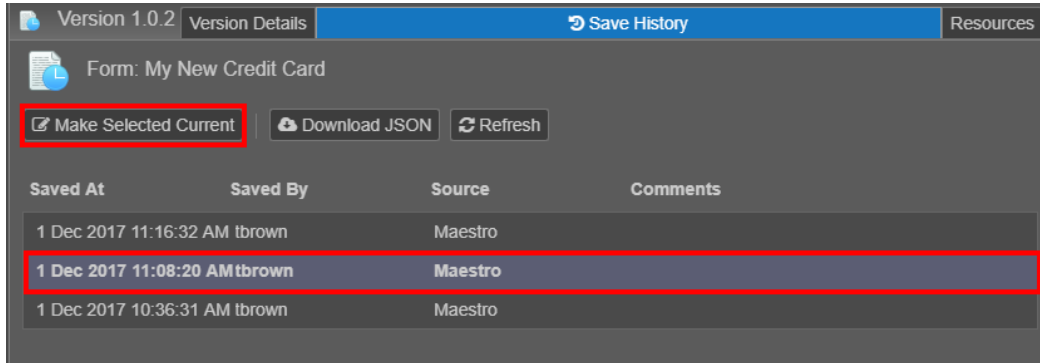 Version 1.0.2 Version Details Save History Resources
Form: My New Credit Card
Make Selected Current Download JSON Refresh
Saved At Saved By Source Comments
1 Dec 2017 11:16:32 AM tbrown Maestro
1 Dec 2017 11:08:20 AM tbrown Maestro
1 Dec 2017 10:36:31 AM tbrown Maestro